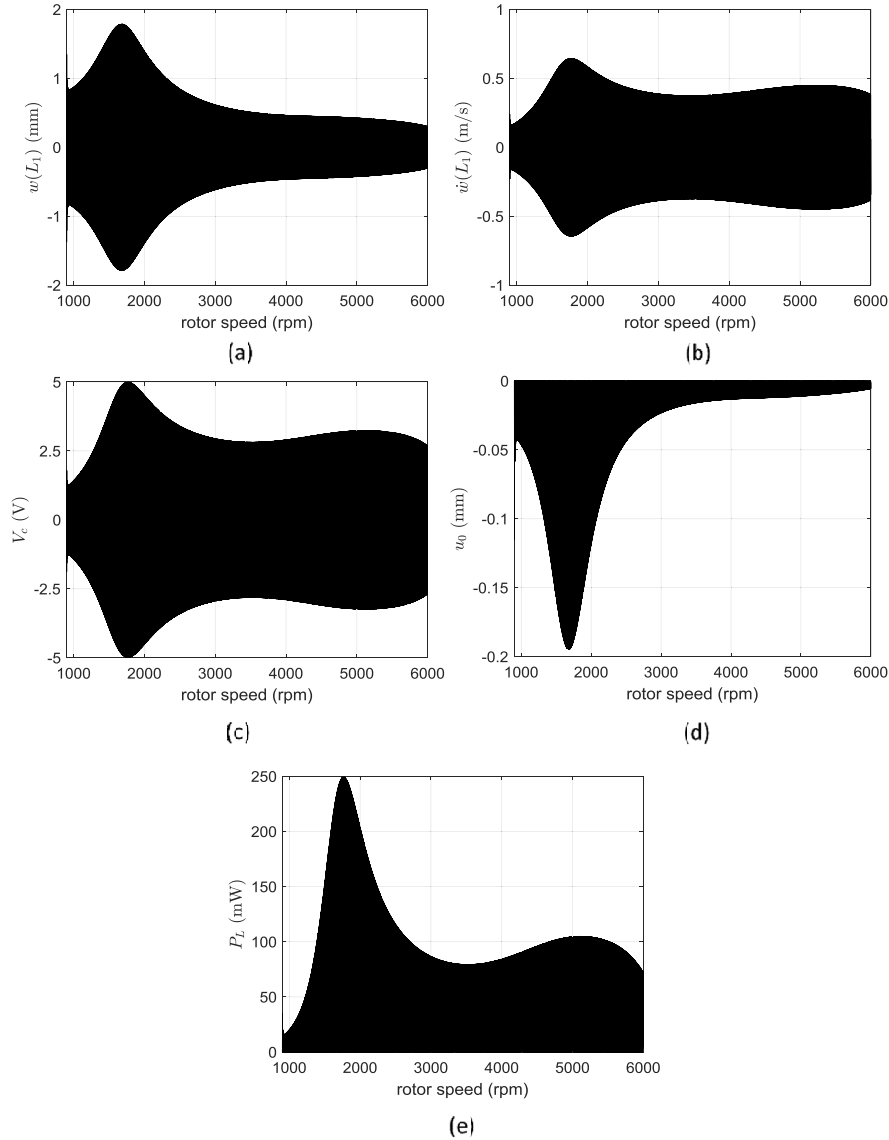 2
1
0
-1
-2
w(L₁) (mm)
1000 2000 3000 4000 5000 6000
rotor speed (rpm)
(a)
1
0.5
0
-0.5
-1
ẇ(L₁) (m/s)
1000 2000 3000 4000 5000 6000
rotor speed (rpm)
(b)
5
2.5
0
-2.5
-5
V_c (V)
1000 2000 3000 4000 5000 6000
rotor speed (rpm)
(c)
0
-0.05
-0.1
-0.15
-0.2
u₀ (mm)
1000 2000 3000 4000 5000 6000
rotor speed (rpm)
(d)
250
200
150
100
50
0
P_L (mW)
1000 2000 3000 4000 5000 6000
rotor speed (rpm)
(e)